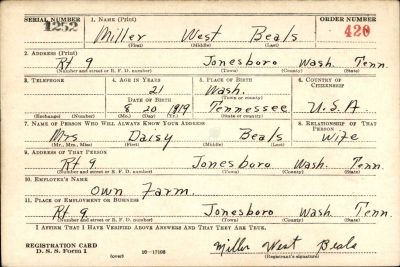 SERIAL NUMBER 1. NAME (Print) ORDER NUMBER
1252 Miller West Beals 420
(First) (Middle) (Last)
2. ADDRESS (Print)
Rt 9 Jonesboro Wash. Tenn.
(Number and street or R. F. D. number) (Town) (County) (State)
3. TELEPHONE 4. AGE IN YEARS 5. PLACE OF BIRTH 6. COUNTRY OF CITIZENSHIP
21 Wash.
(Town or county)
DATE OF BIRTH
8 20 1919 Tennessee U.S.A.
(Exchange) (Number) (Mo.) (Day) (Yr.) (State or country)
7. NAME OF PERSON WHO WILL ALWAYS KNOW YOUR ADDRESS 8. RELATIONSHIP OF THAT PERSON
Mrs Daisy Beals Wife
(Mr., Mrs., Miss) (First) (Middle) (Last)
9. ADDRESS OF THAT PERSON
Rt 9 Jonesboro Wash. Tenn.
(Number and street or R. F. D. number) (Town) (County) (State)
10. EMPLOYER'S NAME
Own Farm.
11. PLACE OF EMPLOYMENT OR BUSINESS
Rt 9 Jonesboro Wash. Tenn.
(Number and street or R. F. D. number) (Town) (County) (State)
I AFFIRM THAT I HAVE VERIFIED ABOVE ANSWERS AND THAT THEY ARE TRUE.
REGISTRATION CARD
D. S. S. Form 1 (over) 16-17105 Miller West Beals
(Registrant's signature)